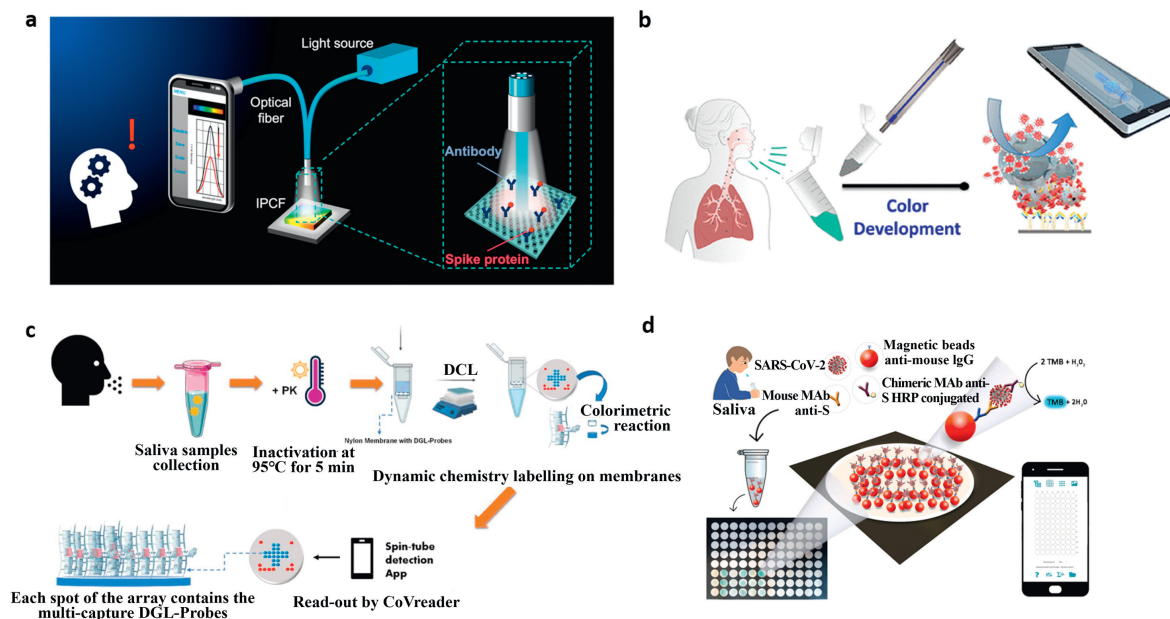 a
Light source
Optical
fiber
MENU
!
IPCF
Antibody
Spike protein
b
Color
Development
c
+ PK
DCL
Colorimetric
reaction
Nylon Membrane with DGL-Probes
Saliva samples
collection
Inactivation at
95°C for 5 min
Dynamic chemistry labelling on membranes
Spin-tube
detection
App
Each spot of the array contains the
multi-capture DGL-Probes
Read-out by CoVreader
d
SARS-CoV-2
Magnetic beads
anti-mouse IgG
Saliva
Mouse MAb
anti-S
Chimeric MAb anti-
S HRP conjugated
2 TMB + H₂O₂
TMB + 2H₂O